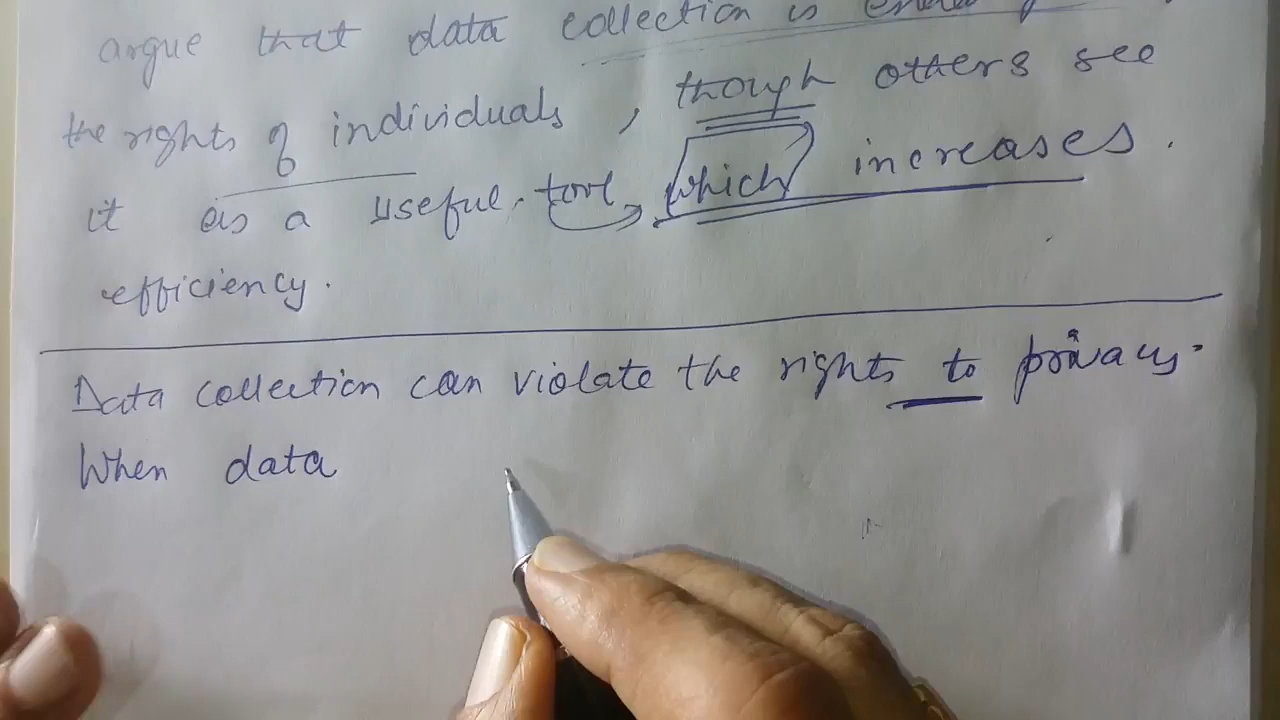 argue that data collection is
the rights of individuals, though others see
it as a useful tool, which increases.
efficiency.
Data collection can violate the rights to privacy.
When data